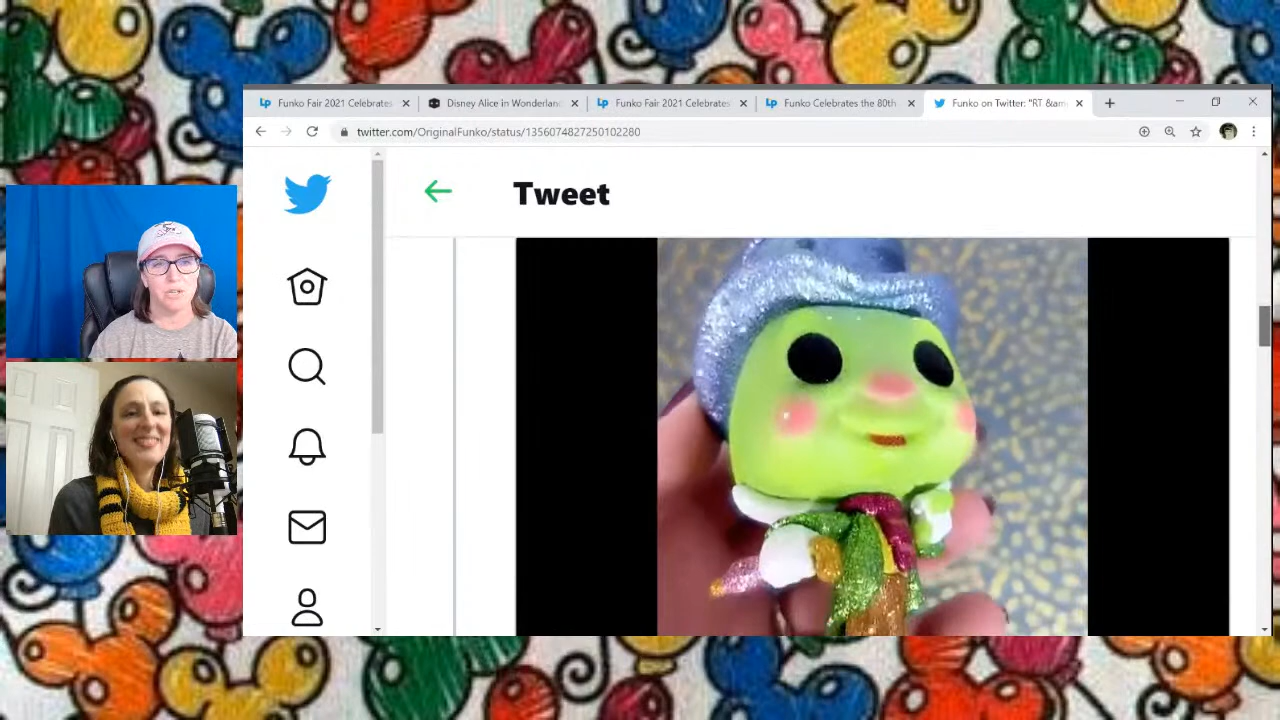 Funko Fair 2021 Celebrates
Disney Alice in Wonderland
Funko Fair 2021 Celebrates
Funko Celebrates the 80th
Funko on Twitter: "RT &am
twitter.com/OriginalFunko/status/1356074827250102280
Tweet